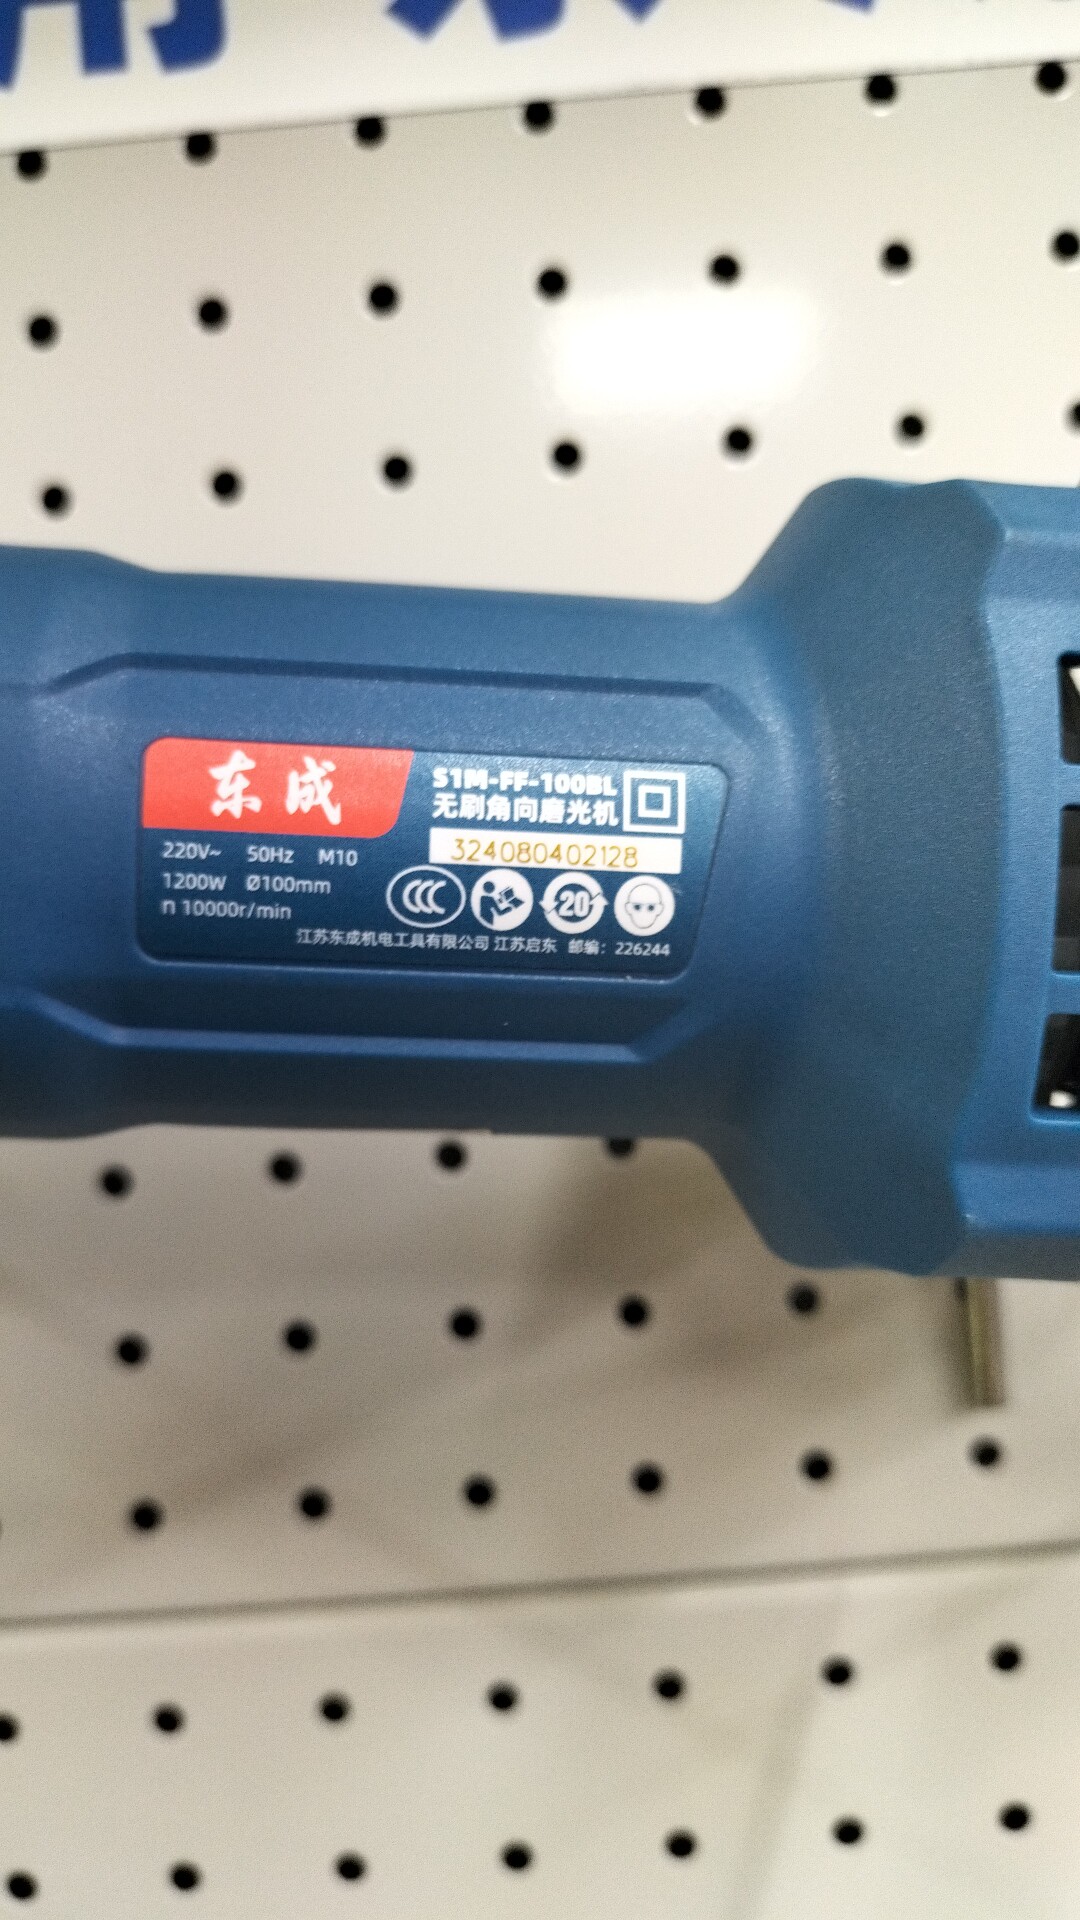 东成
S1M-FF-100BL
无刷角向磨光机
324080402128
220V~ 50Hz M10
1200W Ø100mm
n 10000r/min
20
江苏东成机电工具有限公司 江苏启东 邮编：226244